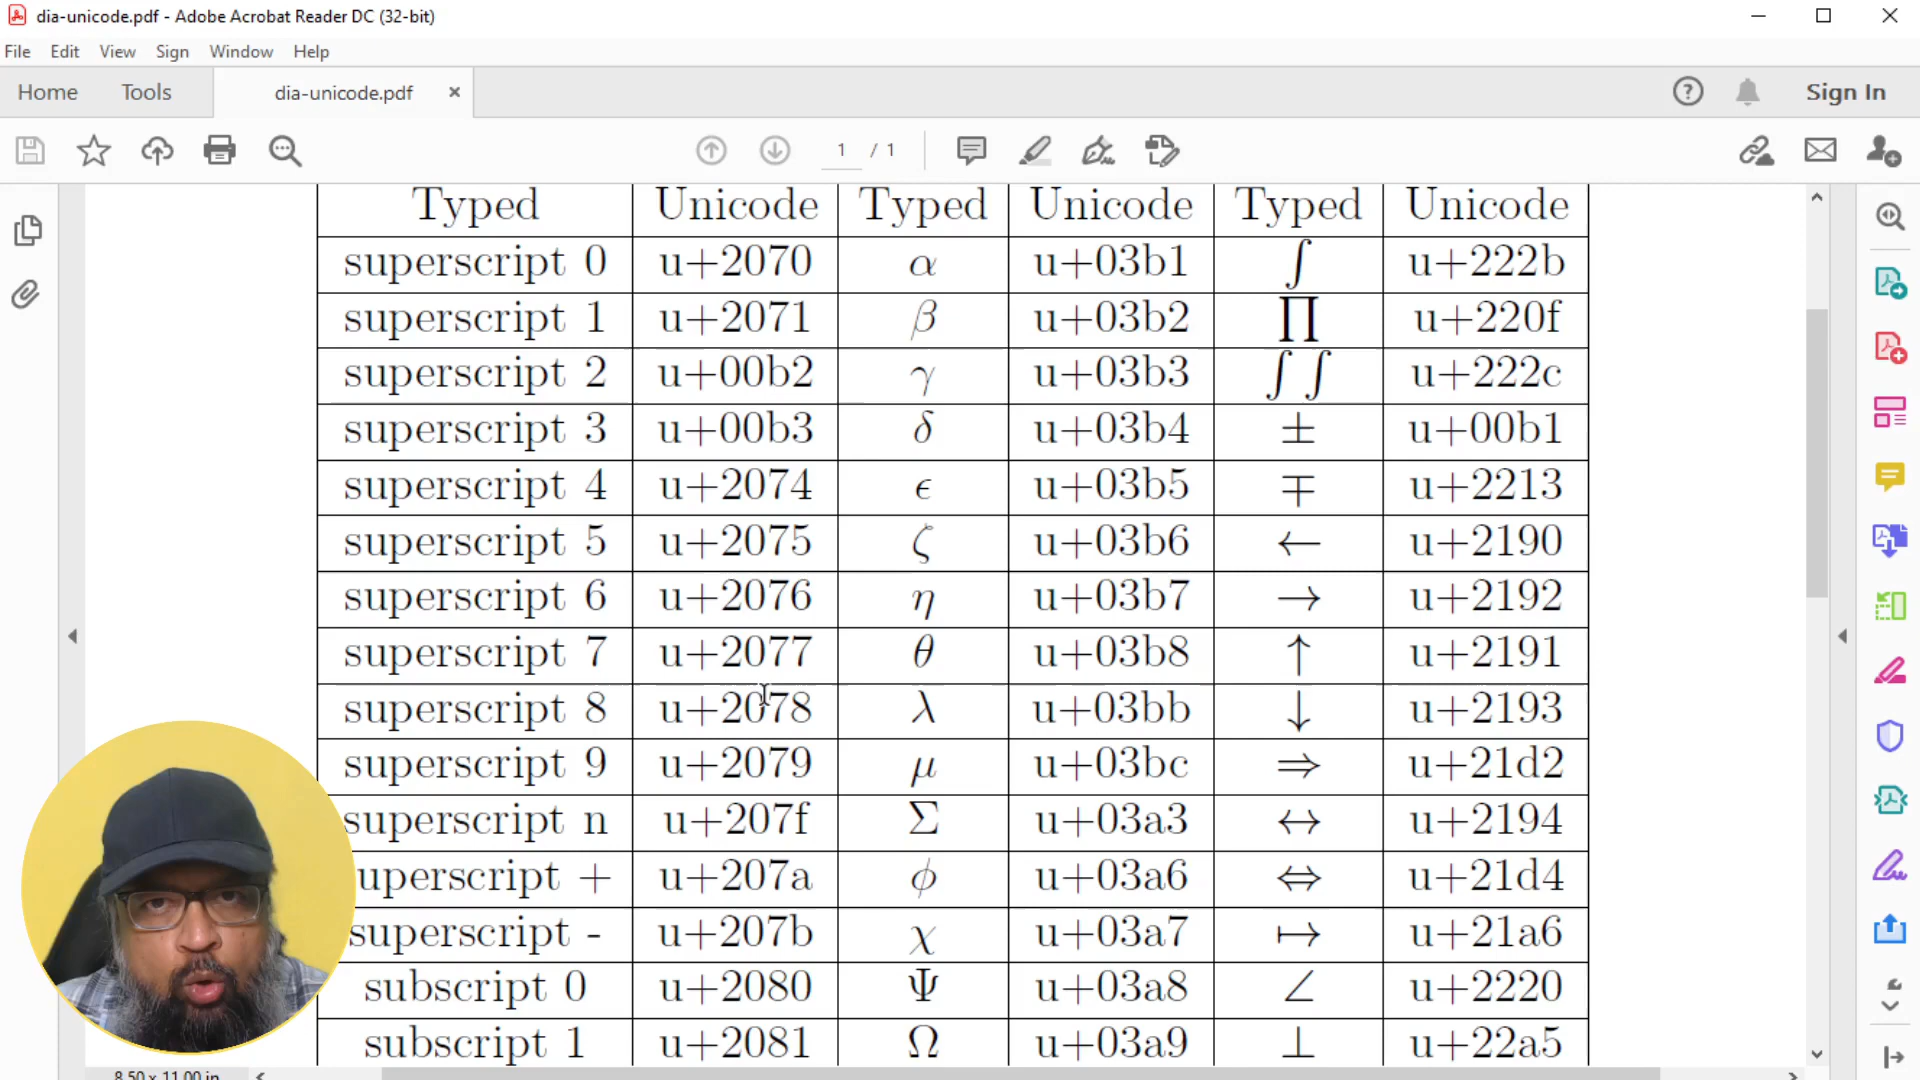 dia-unicode.pdf - Adobe Acrobat Reader DC (32-bit)
File Edit View Sign Window Help
Home Tools dia-unicode.pdf Sign In
1 / 1
Typed Unicode Typed Unicode Typed Unicode
superscript 0 u+2070 α u+03b1 ∫ u+222b
superscript 1 u+2071 β u+03b2 ∏ u+220f
superscript 2 u+00b2 γ u+03b3 ∫∫ u+222c
superscript 3 u+00b3 δ u+03b4 ± u+00b1
superscript 4 u+2074 ϵ u+03b5 ∓ u+2213
superscript 5 u+2075 ζ u+03b6 ← u+2190
superscript 6 u+2076 η u+03b7 → u+2192
superscript 7 u+2077 θ u+03b8 ↑ u+2191
superscript 8 u+2078 λ u+03bb ↓ u+2193
superscript 9 u+2079 μ u+03bc ⇒ u+21d2
superscript n u+207f Σ u+03a3 ↔ u+2194
uperscript + u+207a ϕ u+03a6 ⇔ u+21d4
superscript - u+207b χ u+03a7 ↦ u+21a6
subscript 0 u+2080 Ψ u+03a8 ∠ u+2220
subscript 1 u+2081 Ω u+03a9 ⊥ u+22a5
8.50 x 11.00 in